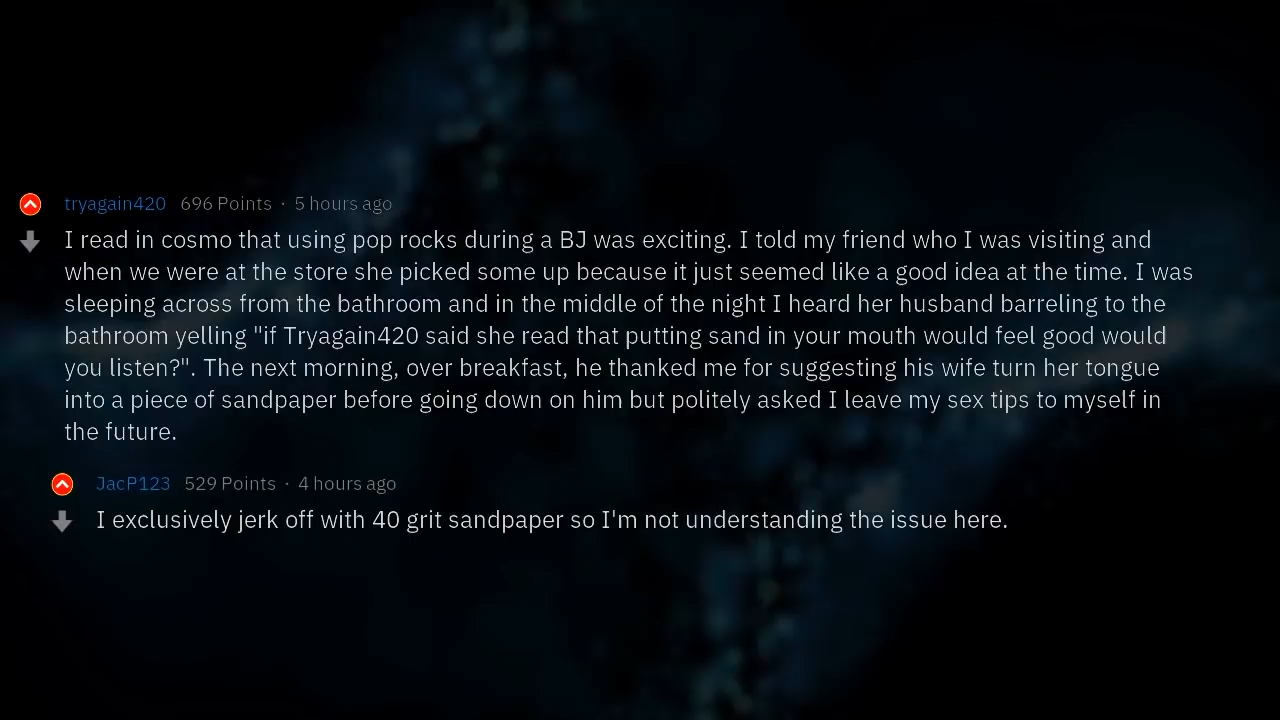 tryagain420 696 Points · 5 hours ago
I read in cosmo that using pop rocks during a BJ was exciting. I told my friend who I was visiting and
when we were at the store she picked some up because it just seemed like a good idea at the time. I was
sleeping across from the bathroom and in the middle of the night I heard her husband barreling to the
bathroom yelling "if Tryagain420 said she read that putting sand in your mouth would feel good would
you listen?". The next morning, over breakfast, he thanked me for suggesting his wife turn her tongue
into a piece of sandpaper before going down on him but politely asked I leave my sex tips to myself in
the future.
JacP123 529 Points · 4 hours ago
I exclusively jerk off with 40 grit sandpaper so I'm not understanding the issue here.